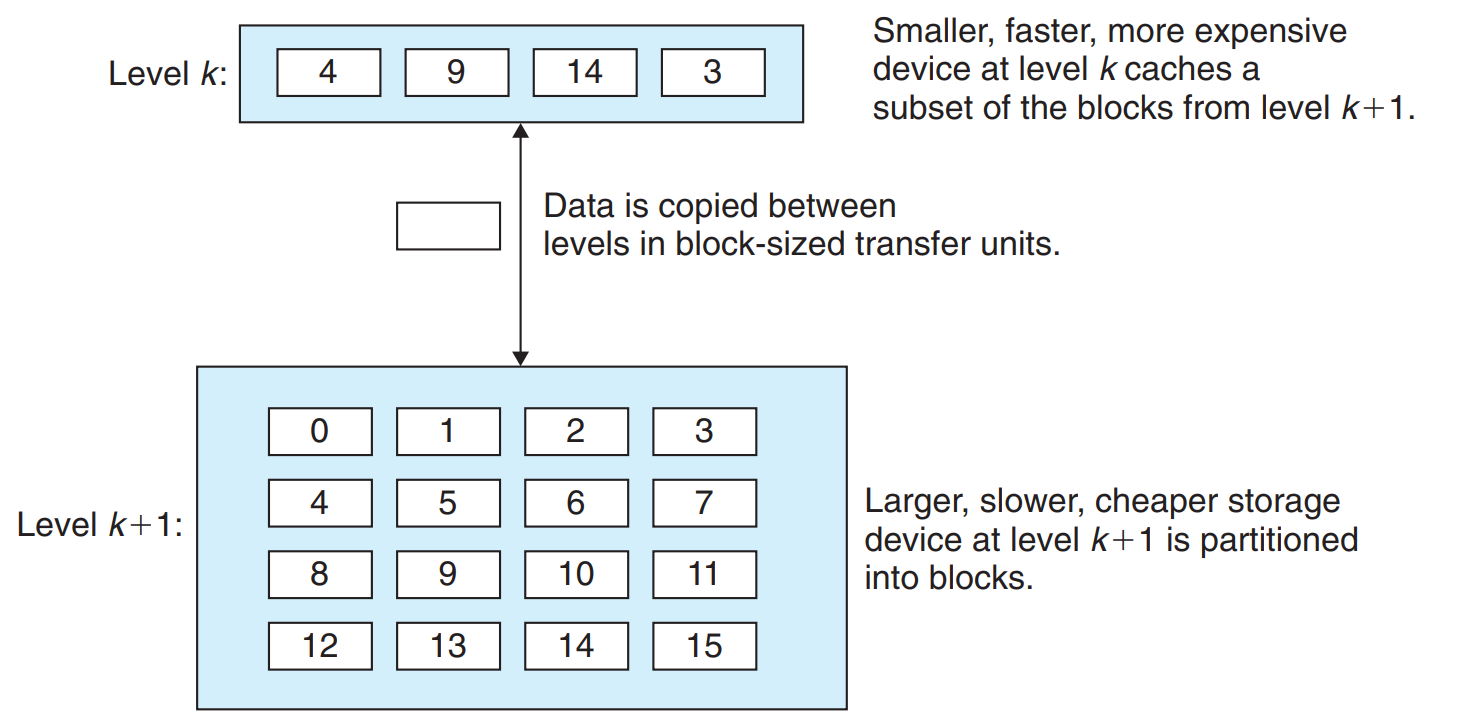 Level k:
4 9 14 3
Smaller, faster, more expensive
device at level k caches a
subset of the blocks from level k+1.
Data is copied between
levels in block-sized transfer units.
Level k+1:
0 1 2 3
4 5 6 7
8 9 10 11
12 13 14 15
Larger, slower, cheaper storage
device at level k+1 is partitioned
into blocks.